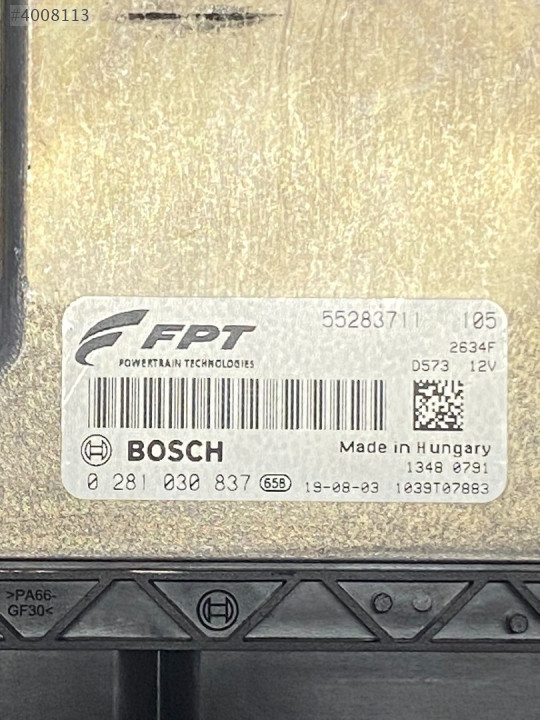 #4008113
FPT 55283711 105
POWERTRAIN TECHNOLOGIES 2634F
D573 12V
BOSCH Made in Hungary
1348 0791
0 281 030 837 65B 19-08-03 1039T07883
>PA66-
GF30<